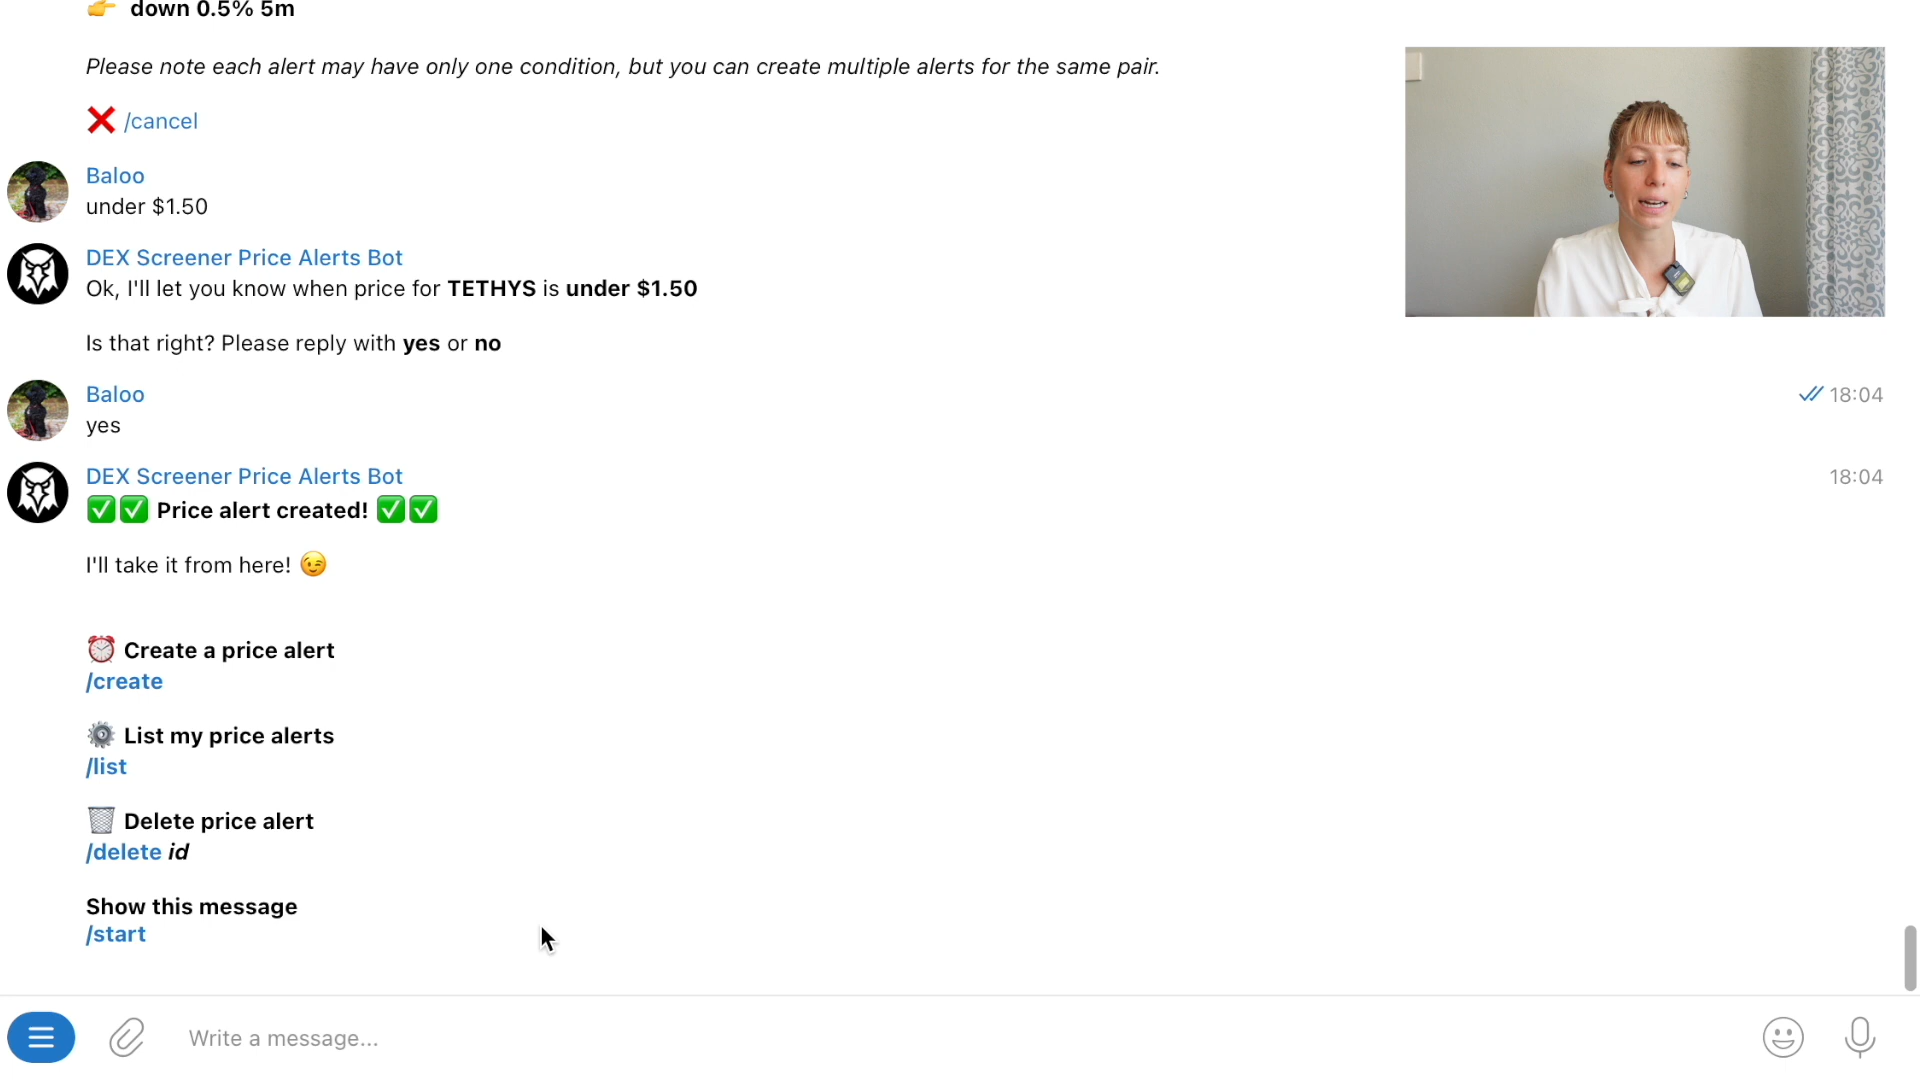 down 0.5% 5m
Please note each alert may have only one condition, but you can create multiple alerts for the same pair.
/cancel
Baloo
under $1.50
DEX Screener Price Alerts Bot
Ok, I'll let you know when price for TETHYS is under $1.50
Is that right? Please reply with yes or no
Baloo 18:04
yes
DEX Screener Price Alerts Bot 18:04
Price alert created!
I'll take it from here!
Create a price alert
/create
List my price alerts
/list
Delete price alert
/delete id
Show this message
/start
Write a message...